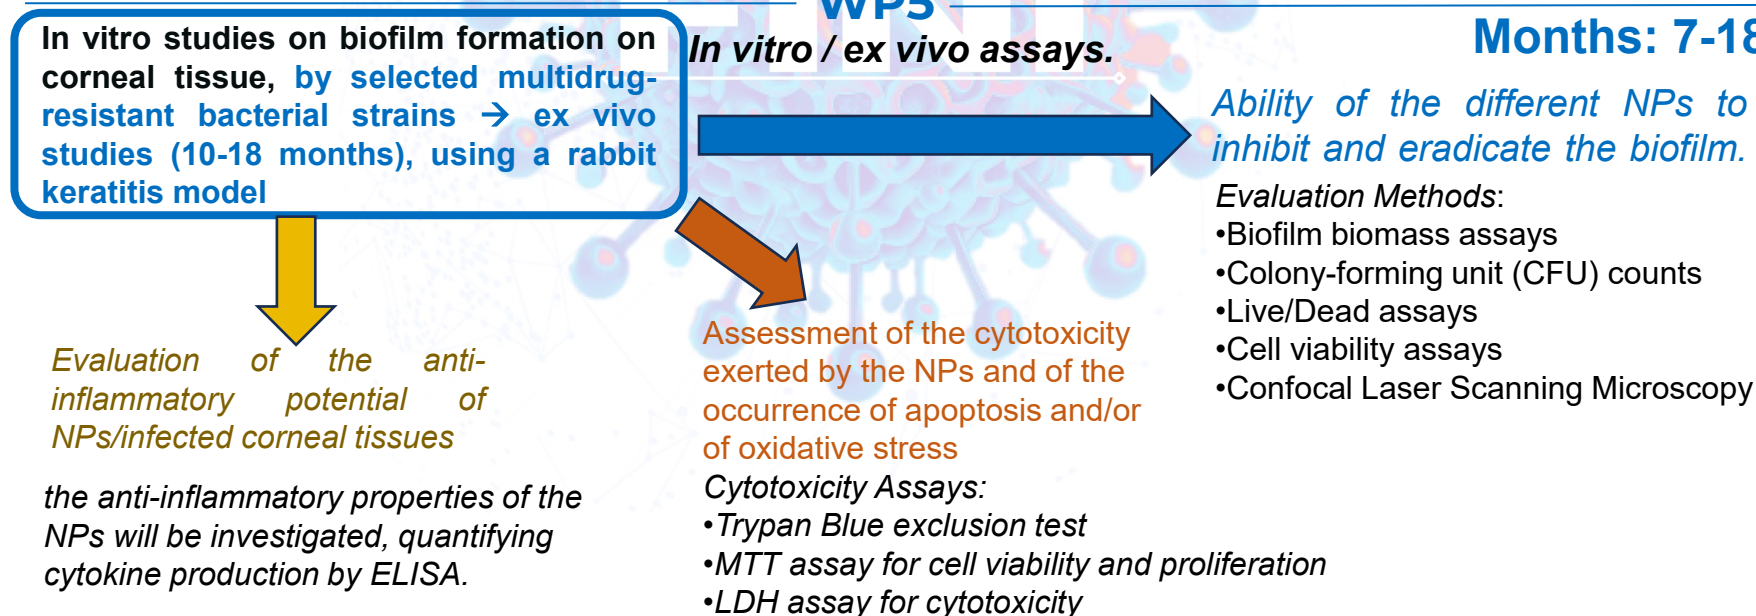 WP5
In vitro / ex vivo assays.
Months: 7-18
In vitro studies on biofilm formation on
corneal tissue, by selected multidrug-
resistant bacterial strains → ex vivo
studies (10-18 months), using a rabbit
keratitis model
Ability of the different NPs to
inhibit and eradicate the biofilm.
Evaluation Methods:
•Biofilm biomass assays
•Colony-forming unit (CFU) counts
•Live/Dead assays
•Cell viability assays
•Confocal Laser Scanning Microscopy
Evaluation of the anti-
inflammatory potential of
NPs/infected corneal tissues
the anti-inflammatory properties of the
NPs will be investigated, quantifying
cytokine production by ELISA.
Assessment of the cytotoxicity
exerted by the NPs and of the
occurrence of apoptosis and/or
of oxidative stress
Cytotoxicity Assays:
•Trypan Blue exclusion test
•MTT assay for cell viability and proliferation
•LDH assay for cytotoxicity